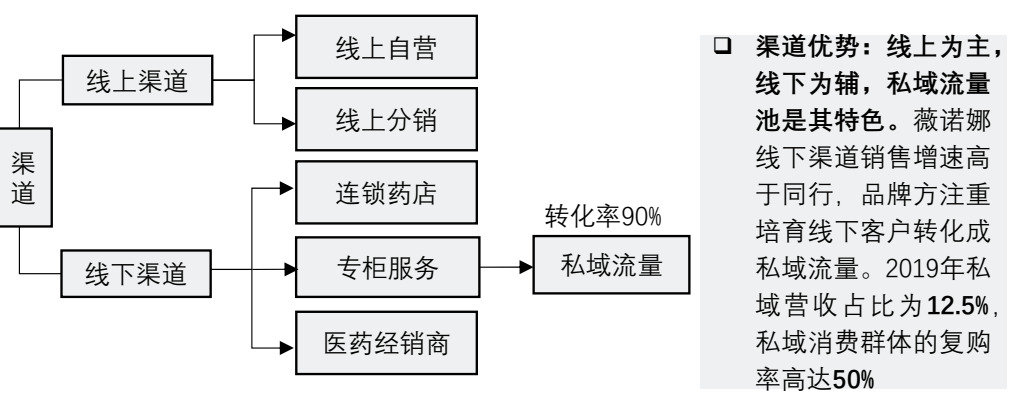 渠道
线上渠道
线上自营
线上分销
线下渠道
连锁药店
专柜服务
医药经销商
转化率90%
私域流量
□ 渠道优势：线上为主，
线下为辅，私域流量
池是其特色。薇诺娜
线下渠道销售增速高
于同行，品牌方注重
培育线下客户转化成
私域流量。2019年私
域营收占比为12.5%，
私域消费群体的复购
率高达50%